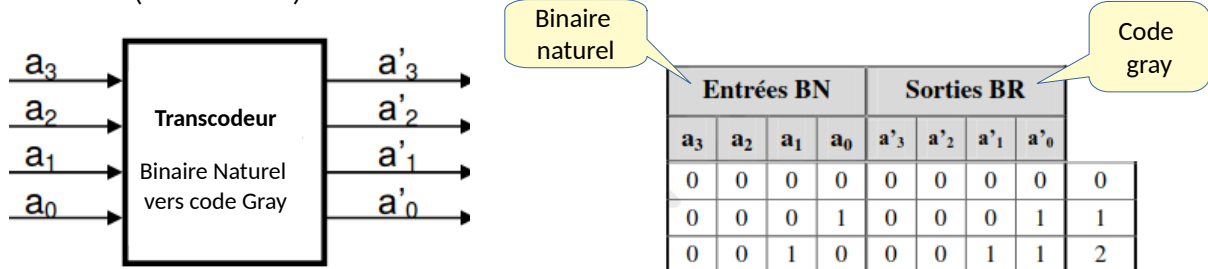 a3
a2
a1
a0
Transcodeur
Binaire Naturel
vers code Gray
a'3
a'2
a'1
a'0
Binaire
naturel
Code
gray
Entrées BN Sorties BR
a3 a2 a1 a0 a'3 a'2 a'1 a'0
0 0 0 0 0 0 0 0 0
0 0 0 1 0 0 0 1 1
0 0 1 0 0 0 1 1 2